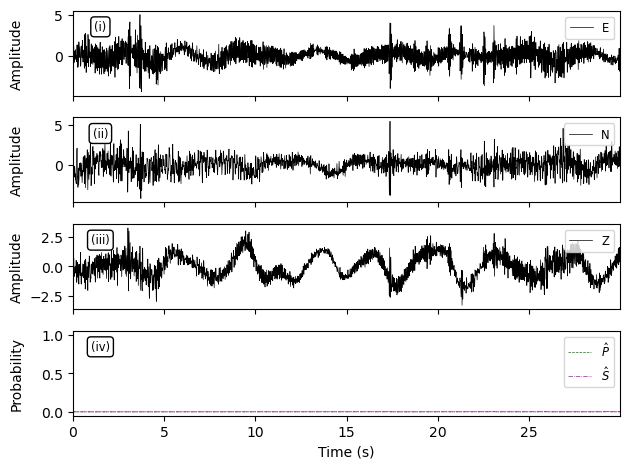 5
0
Amplitude
(i)
E
5
0
Amplitude
(ii)
N
2.5
0.0
−2.5
Amplitude
(iii)
Z
1.0
0.5
0.0
Probability
(iv)
P̂
Ŝ
0 5 10 15 20 25
Time (s)